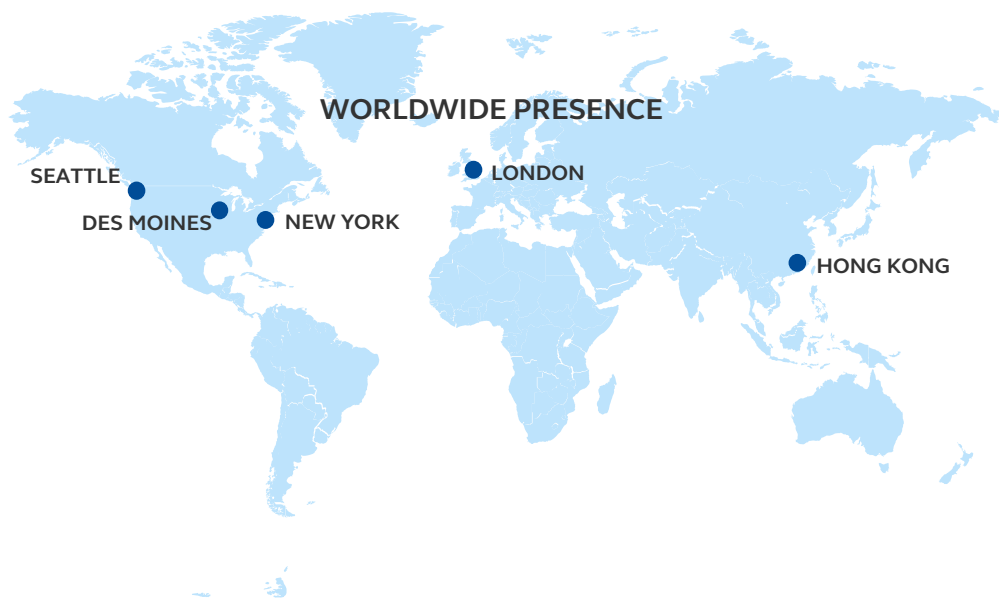 WORLDWIDE PRESENCE
SEATTLE
LONDON
DES MOINES
NEW YORK
HONG KONG